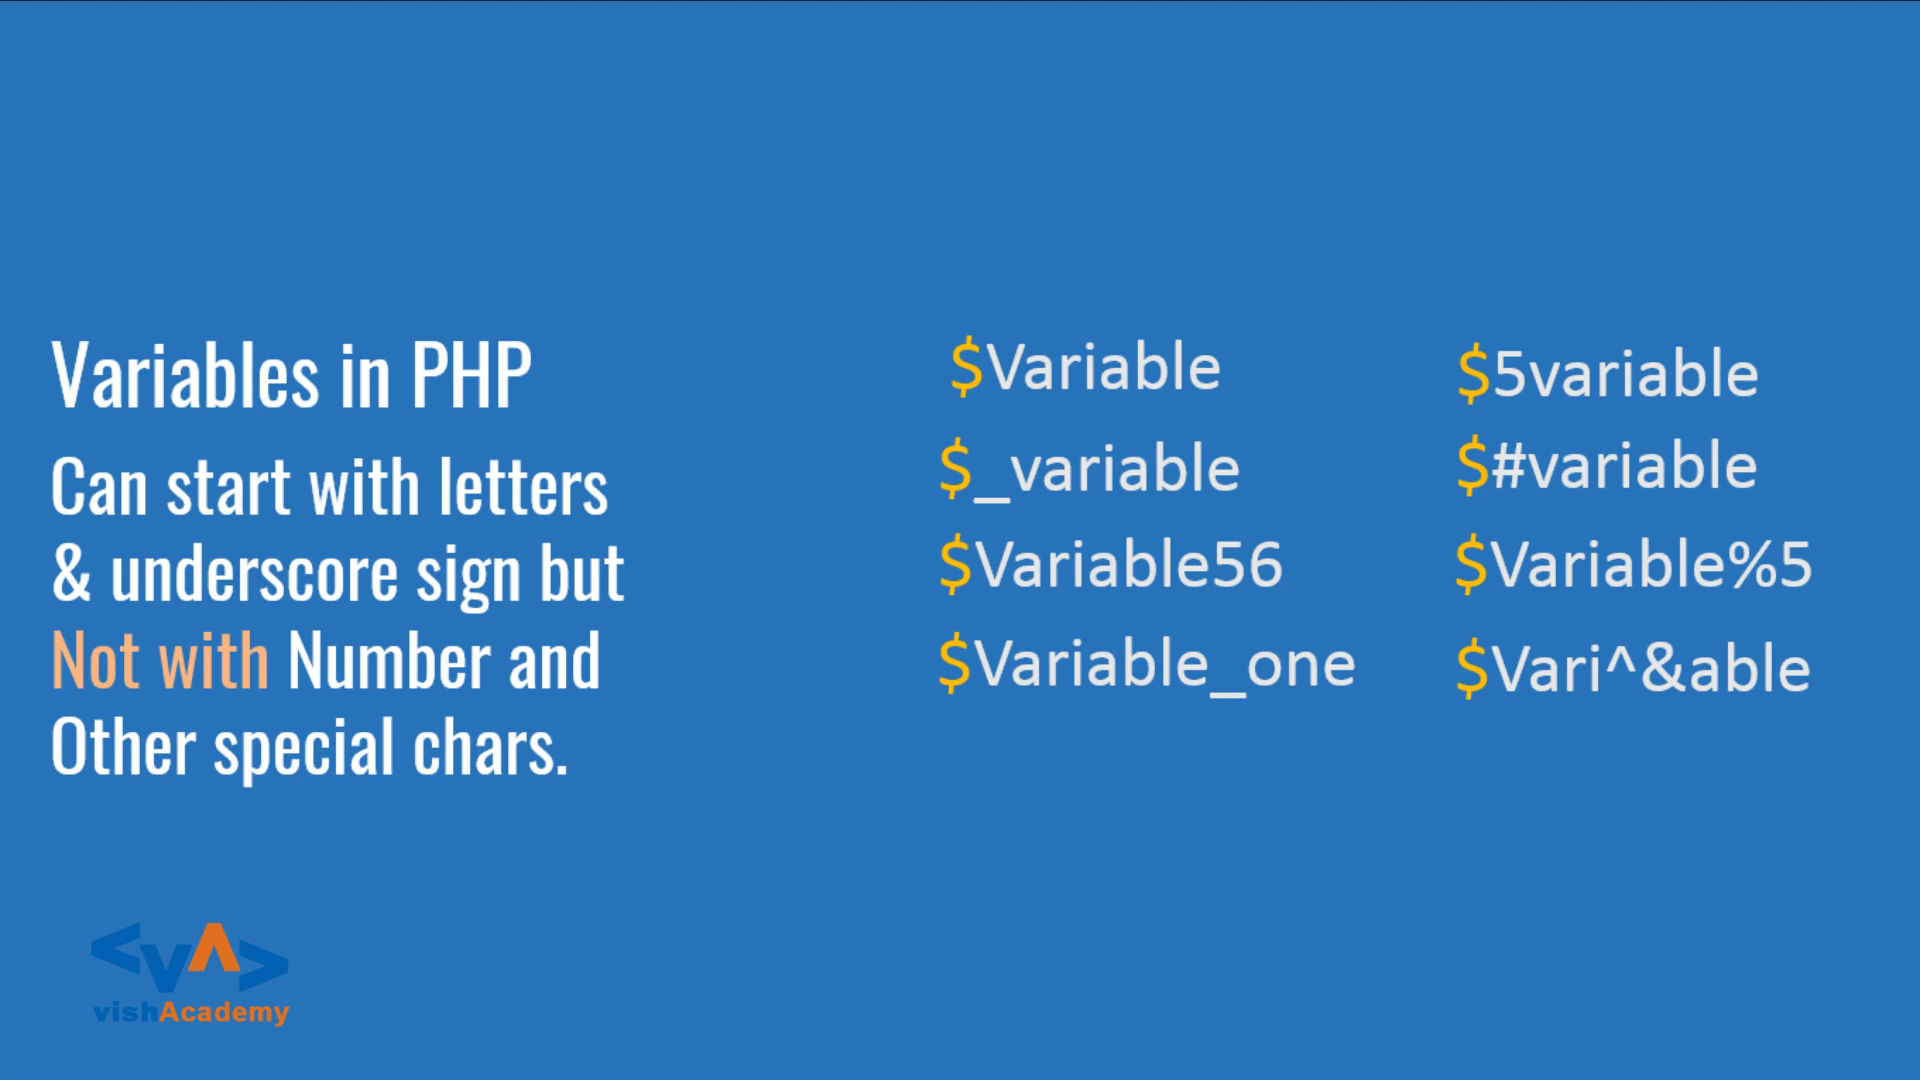 Variables in PHP
Can start with letters
& underscore sign but
Not with Number and
Other special chars.
$Variable
$_variable
$Variable56
$Variable_one
$5variable
$#variable
$Variable%5
$Vari^&able
<vA>
vishAcademy